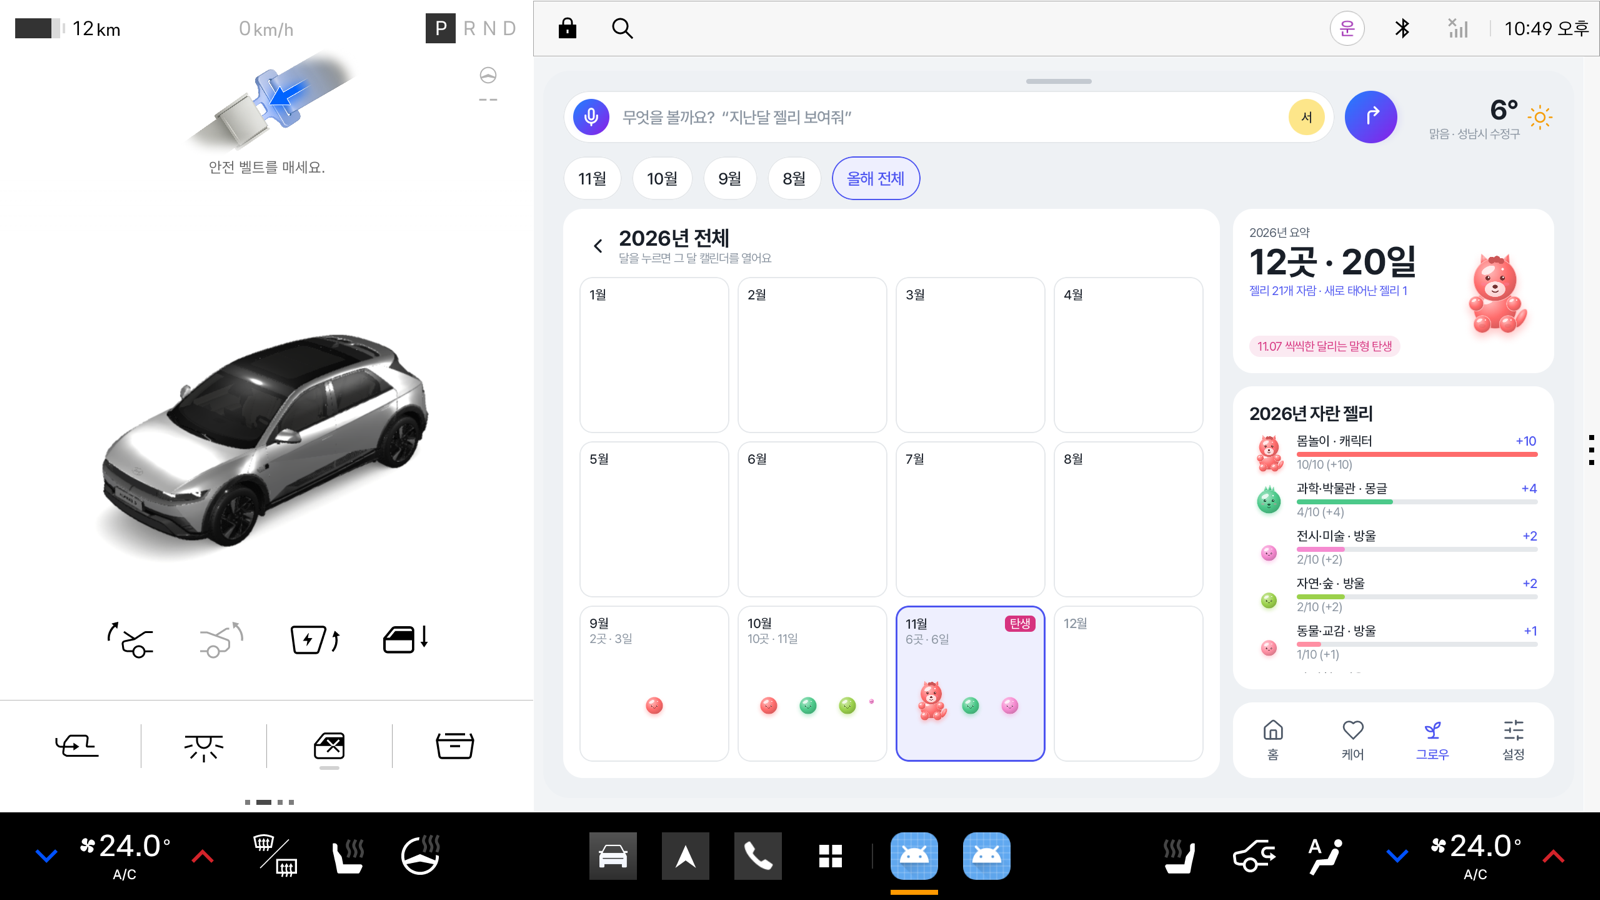 12 km
0 km/h
P R N D
운
10:49 오후
안전 벨트를 매세요.
무엇을 볼까요? “지난달 젤리 보여줘”
서
6°
맑음 · 성남시 수정구
11월
10월
9월
8월
올해 전체
2026년 전체
달을 누르면 그 달 캘린더를 열어요
1월
2월
3월
4월
5월
6월
7월
8월
9월
2곳 · 3일
10월
10곳 · 11일
11월
탄생
6곳 · 6일
12월
2026년 요약
12곳 · 20일
젤리 21개 자람 · 새로 태어난 젤리 1
11.07 씩씩한 달리는 말형 탄생
2026년 자란 젤리
몸놀이 · 캐릭터
+10
10/10 (+10)
과학·박물관 · 몽글
+4
4/10 (+4)
전시·미술 · 방울
+2
2/10 (+2)
자연·숲 · 방울
+2
2/10 (+2)
동물·교감 · 방울
+1
1/10 (+1)
홈
케어
그로우
설정
24.0°
A/C
A
24.0°
A/C